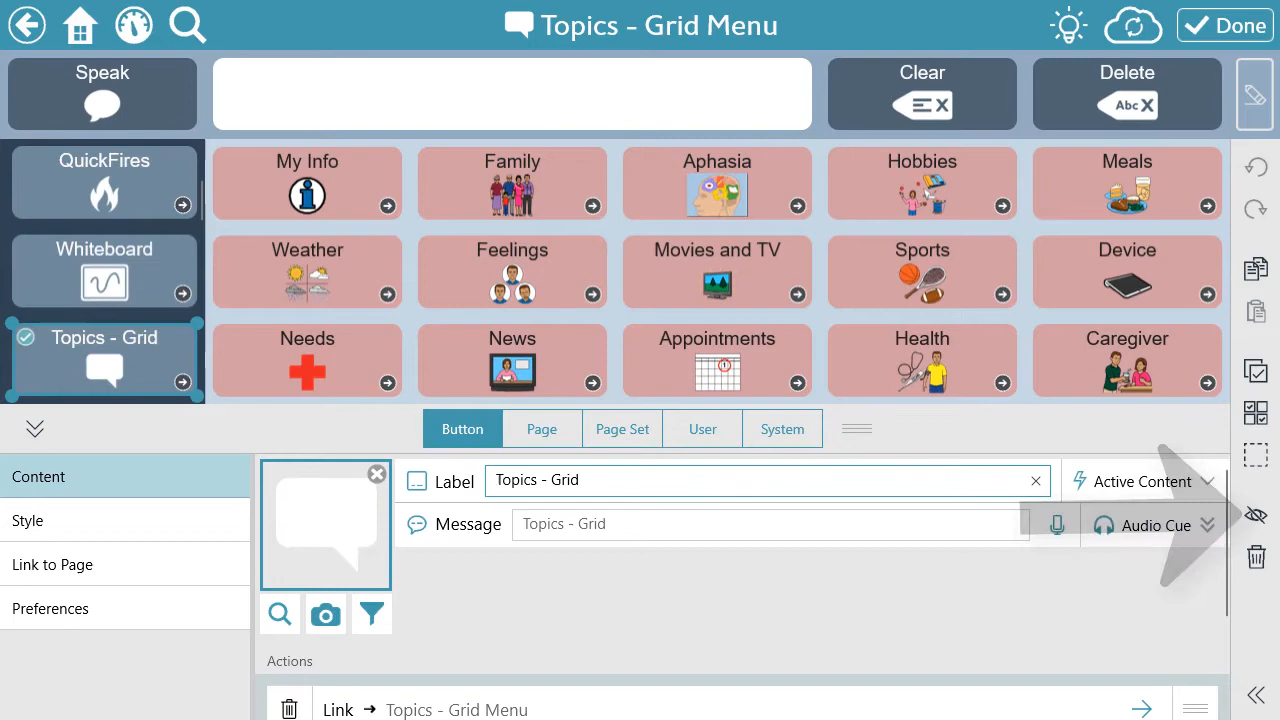 Topics - Grid Menu
Done
Speak
Clear
Delete
Abc X
QuickFires
My Info
Family
Aphasia
Hobbies
Meals
Whiteboard
Weather
Feelings
Movies and TV
Sports
Device
Topics - Grid
Needs
News
Appointments
Health
Caregiver
Button
Page
Page Set
User
System
Content
Style
Link to Page
Preferences
Label
Topics - Grid
Active Content
Message
Topics - Grid
Audio Cue
Actions
Link
Topics - Grid Menu